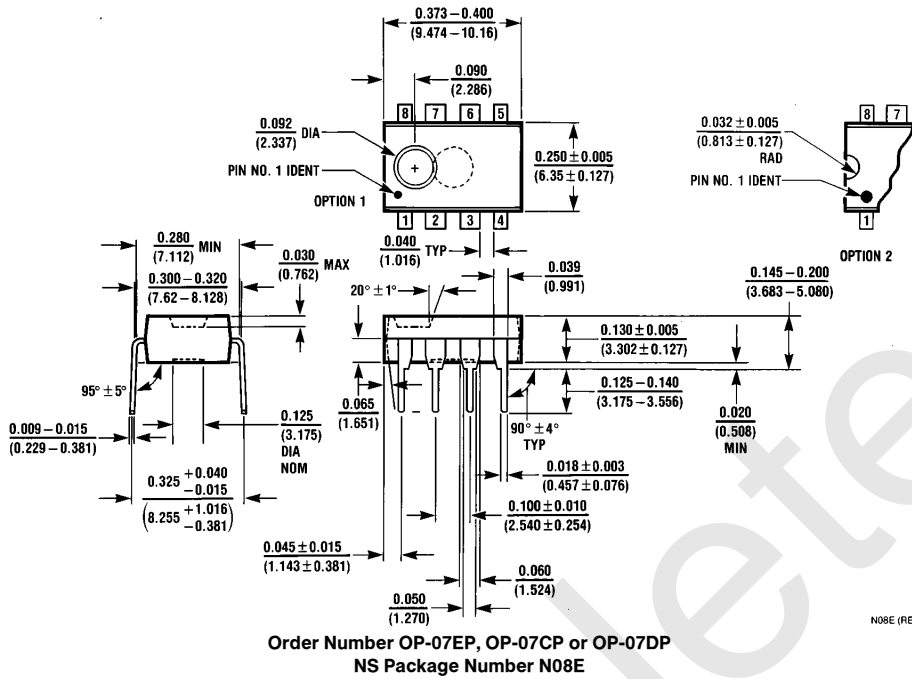 0.373 – 0.400
(9.474 – 10.16)
0.090
(2.286)
8 7 6 5
0.092 DIA
(2.337)
PIN NO. 1 IDENT
OPTION 1
0.250 ± 0.005
(6.35 ± 0.127)
1 2 3 4
0.032 ± 0.005
(0.813 ± 0.127)
RAD
PIN NO. 1 IDENT
8 7
1
OPTION 2
0.280 MIN
(7.112)
0.300 – 0.320
(7.62 – 8.128)
0.030 MAX
(0.762)
0.040 TYP
(1.016)
0.039
(0.991)
0.145 – 0.200
(3.683 – 5.080)
20° ± 1°
0.130 ± 0.005
(3.302 ± 0.127)
95° ± 5°
0.125 – 0.140
(3.175 – 3.556)
0.065
(1.651)
0.020
(0.508)
MIN
90° ± 4°
TYP
0.009 – 0.015
(0.229 – 0.381)
0.125
(3.175)
DIA
NOM
0.018 ± 0.003
(0.457 ± 0.076)
0.325 +0.040
–0.015
(8.255 +1.016
–0.381)
0.100 ± 0.010
(2.540 ± 0.254)
0.045 ± 0.015
(1.143 ± 0.381)
0.060
(1.524)
0.050
(1.270)
N08E (RE
Order Number OP-07EP, OP-07CP or OP-07DP
NS Package Number N08E
lete